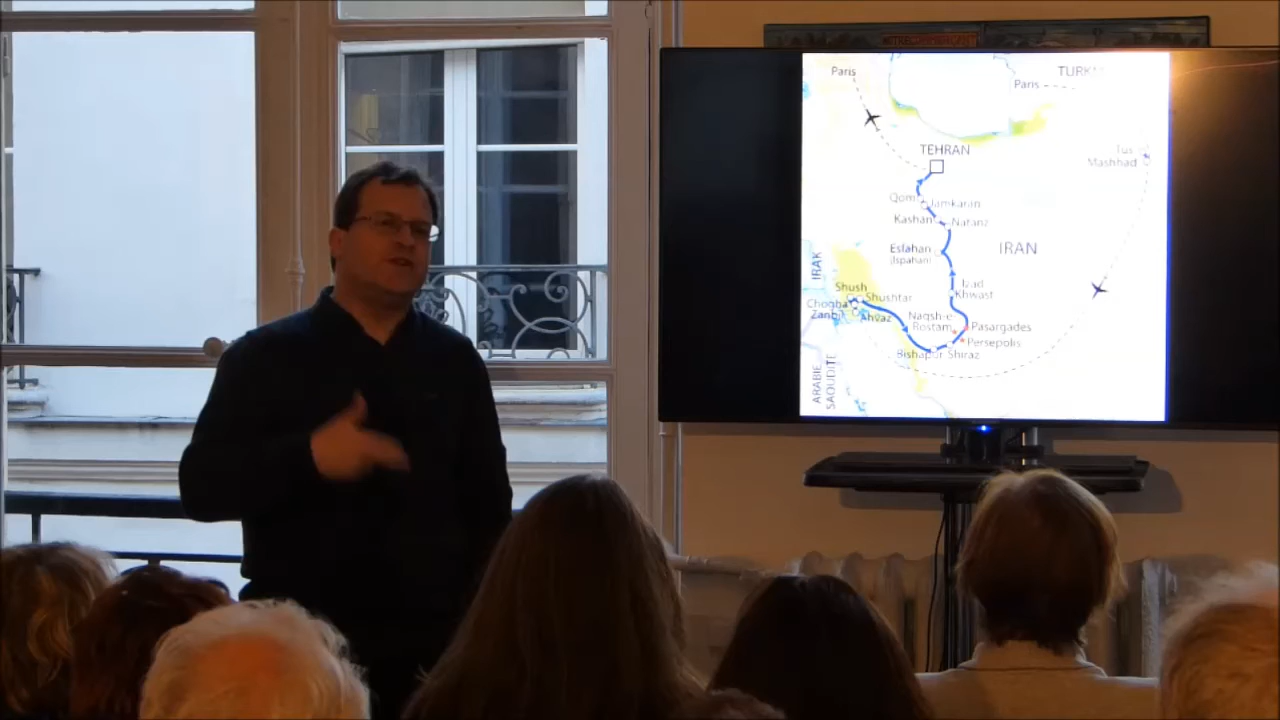 Paris
TURK
Paris
TEHRAN
Tus
Mashhad
Qom
Jamkaran
Kashan
Natanz
Esfahan
(Ispahan)
IRAN
IRAK
Shush
Shushtar
Izad
Khwast
Chogha
Zanbil
Ahvaz
Naqsh-e
Rostam
Pasargades
Persepolis
Bishapur
Shiraz
ARABIE
SAOUDITE